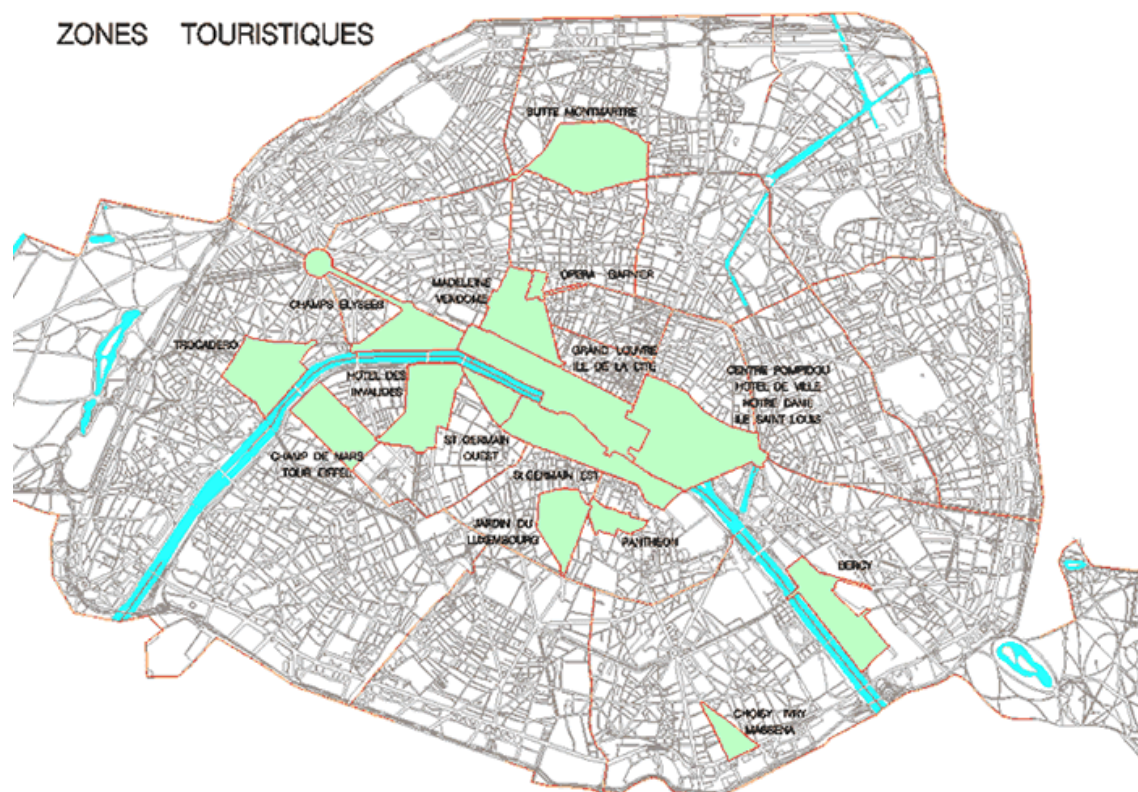 ZONES TOURISTIQUES
BUTTE MONTMARTRE
OPERA GARNIER
MADELEINE
VENDOME
CHAMPS ELYSEES
TROCADERO
GRAND LOUVRE
ILE DE LA CITE
CENTRE POMPIDOU
HOTEL DE VILLE
NOTRE DAME
ILE SAINT LOUIS
HOTEL DES
INVALIDES
ST GERMAIN
OUEST
CHAMP DE MARS
TOUR EIFFEL
ST GERMAIN EST
JARDIN DU
LUXEMBOURG
PANTHEON
BERCY
CHOISY IVRY
MASSENA